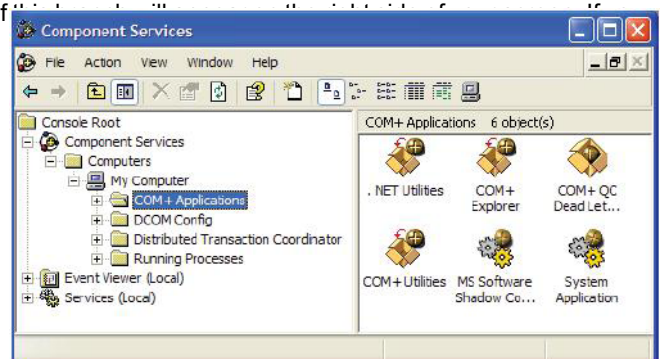 Component Services
File Action View Window Help
Console Root
Component Services
Computers
My Computer
COM+ Applications
DCOM Config
Distributed Transaction Coordinator
Running Processes
Event Viewer (Local)
Services (Local)
COM+ Applications 6 object(s)
.NET Utilities
COM+ Explorer
COM+ QC Dead Let...
COM+ Utilities
MS Software Shadow Co...
System Application